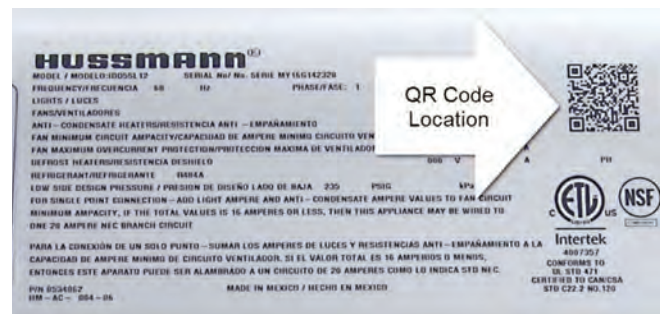 HUSSMANN®
MODEL / MODELO: ID05SL12 SERIAL No/ No. SERIE MY16G142320
FREQUENCY/FRECUENCIA 60 Hz PHASE/FASE: 1
LIGHTS / LUCES
FANS/VENTILADORES
ANTI - CONDENSATE HEATERS/RESISTENCIA ANTI - EMPAÑAMIENTO
FAN MINIMUM CIRCUIT AMPACITY/CAPACIDAD DE AMPERE MINIMO CIRCUITO VEN
FAN MAXIMUM OVERCURRENT PROTECTION/PROTECCION MAXIMA DE VENTILADO A
DEFROST HEATERS/RESISTENCIA DESHIELO 000 V A PH
REFRIGERANT/REFRIGERANTE R404A
LOW SIDE DESIGN PRESSURE / PRESION DE DISEÑO LADO DE BAJA 235 PSIG kPa
FOR SINGLE POINT CONNECTION - ADD LIGHT AMPERE AND ANTI - CONDENSATE AMPERE VALUES TO FAN CIRCUIT
MINIMUM AMPACITY, IF THE TOTAL VALUES IS 16 AMPERES OR LESS, THEN THIS APPLIANCE MAY BE WIRED TO
ONE 20 AMPERE NEC BRANCH CIRCUIT
PARA LA CONEXIÓN DE UN SOLO PUNTO - SUMAR LOS AMPERES DE LUCES Y RESISTENCIAS ANTI - EMPAÑAMIENTO A LA
CAPACIDAD DE AMPERE MINIMO DE CIRCUITO VENTILADOR. SI EL VALOR TOTAL ES 16 AMPERIOS O MENOS,
ENTONCES ESTE APARATO PUEDE SER ALAMBRADO A UN CIRCUITO DE 20 AMPERES COMO LO INDICA STD NEC.
P/N 0534062 MADE IN MEXICO / HECHO EN MEXICO
HM - AC - 004 - 06
QR Code
Location
C ETL US
NSF
Intertek
4007357
CONFORMS TO
UL STD 471
CERTIFIED TO CAN/CSA
STD C22.2 NO.120